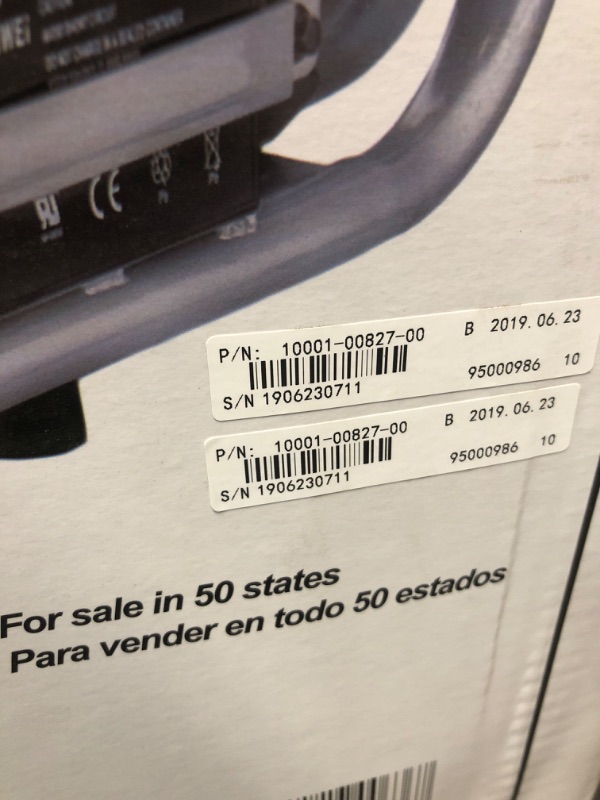 CE
P/N: 10001-00827-00 B 2019.06.23
S/N 1906230711 95000986 10
P/N: 10001-00827-00 B 2019.06.23
S/N 1906230711 95000986 10
For sale in 50 states
Para vender en todo 50 estados